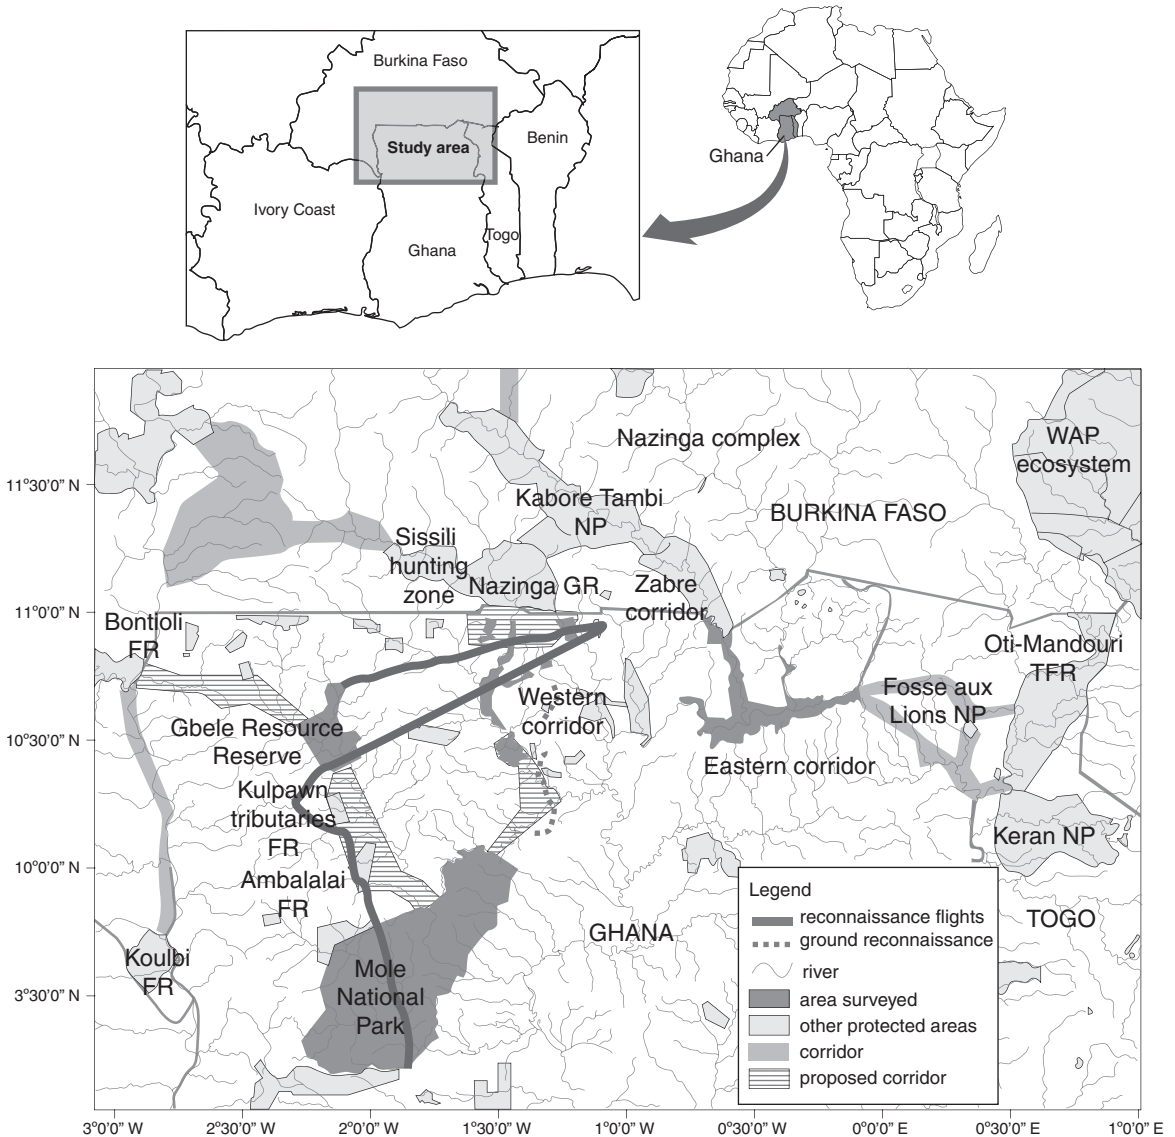 Burkina Faso
Study area
Benin
Ivory Coast
Togo
Ghana
Ghana
Nazinga complex
WAP
ecosystem
11°30'0" N
Kabore Tambi
NP
BURKINA FASO
Sissili
hunting
zone
Nazinga GR
Zabre
corridor
11°0'0" N
Bontioli
FR
Oti-Mandouri
TFR
Fosse aux
Lions NP
Western
corridor
Gbele Resource
Reserve
10°30'0" N
Eastern corridor
Kulpawn
tributaries
FR
Keran NP
10°0'0" N
Ambalalai
FR
Legend
reconnaissance flights
ground reconnaissance
river
area surveyed
other protected areas
corridor
proposed corridor
GHANA
TOGO
Koulbi
FR
Mole
National
Park
3°30'0" N
3°0'0" W
2°30'0" W
2°0'0" W
1°30'0" W
1°0'0" W
0°30'0" W
0°0'0" E
0°30'0" E
1°0'0" E